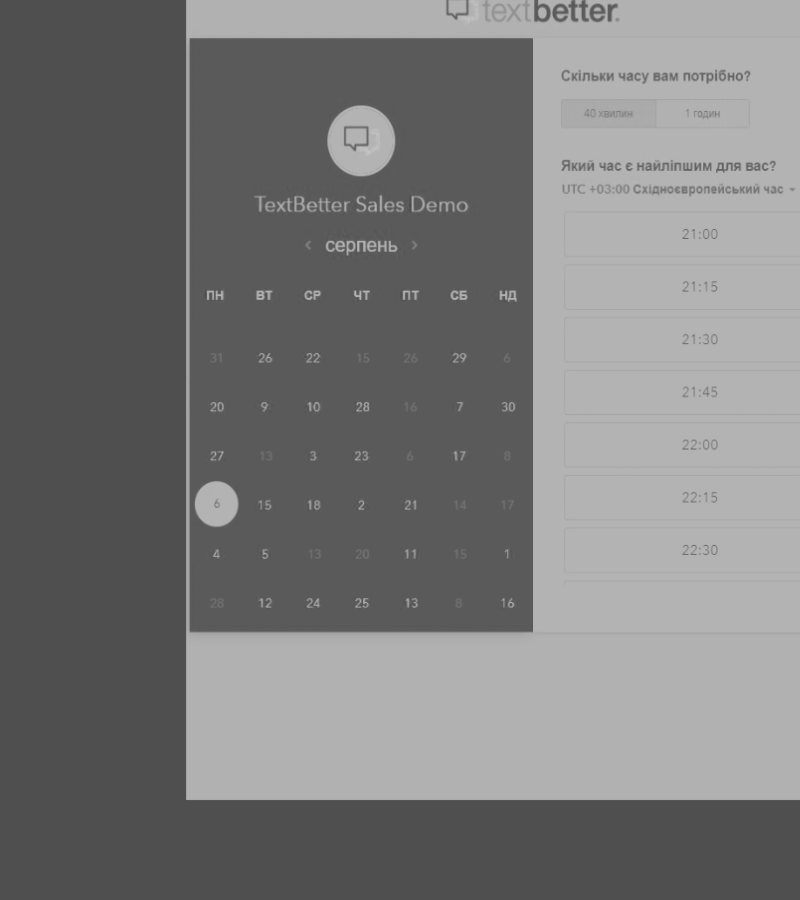 textbetter.
TextBetter Sales Demo
‹ серпень ›
ПН ВТ СР ЧТ ПТ СБ НД
31 26 22 15 26 29 6
20 9 10 28 16 7 30
27 13 3 23 6 17 8
6 15 18 2 21 14 17
4 5 13 20 11 15 1
28 12 24 25 13 8 16
Скільки часу вам потрібно?
40 хвилин 1 годин
Який час є найліпшим для вас?
UTC +03:00 Східноєвропейський час
21:00
21:15
21:30
21:45
22:00
22:15
22:30